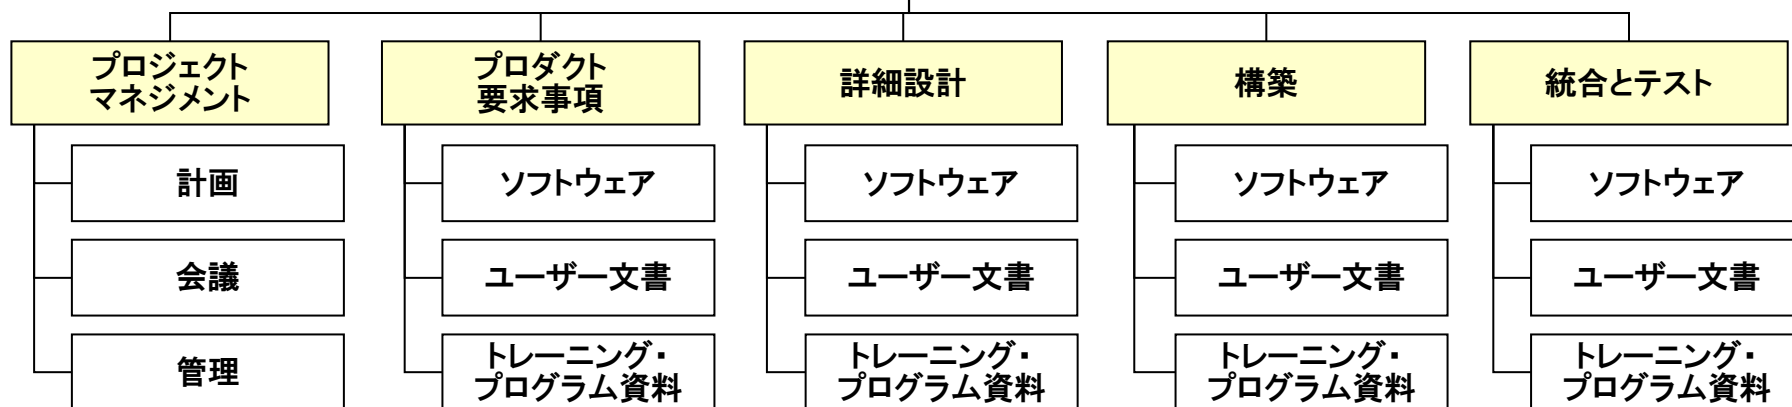 プロジェクト
マネジメント
プロダクト
要求事項
詳細設計
構築
統合とテスト
計画
ソフトウェア
ソフトウェア
ソフトウェア
ソフトウェア
会議
ユーザー文書
ユーザー文書
ユーザー文書
ユーザー文書
管理
トレーニング・
プログラム資料
トレーニング・
プログラム資料
トレーニング・
プログラム資料
トレーニング・
プログラム資料